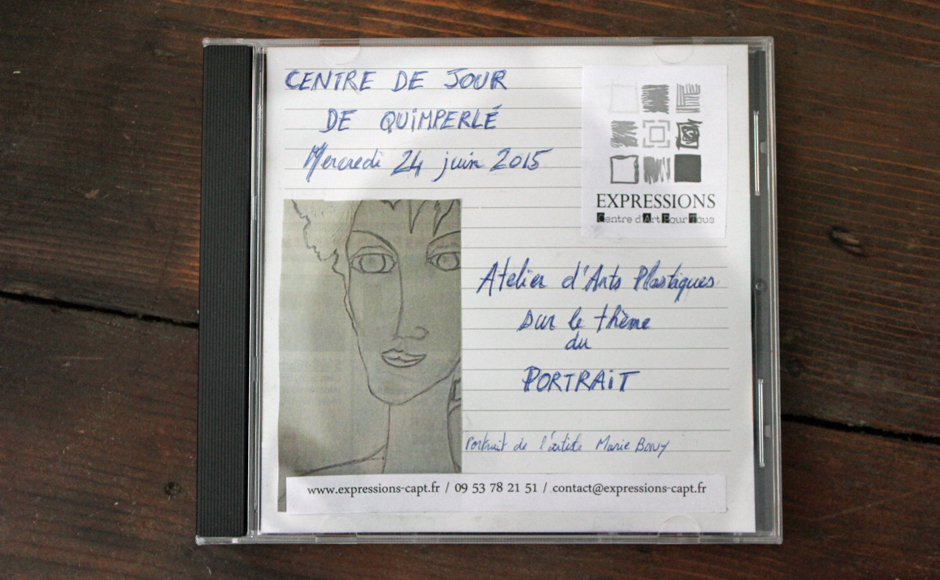 CENTRE DE JOUR
DE QUIMPERLÉ
Mercredi 24 juin 2015
EXPRESSIONS
Centre d'Art Pour Tous
Atelier d'Arts Plastiques
sur le thème
du
PORTRAIT
Portrait de l'artiste Marie
www.expressions-capt.fr / 09 53 78 21 51 / contact@expressions-capt.fr